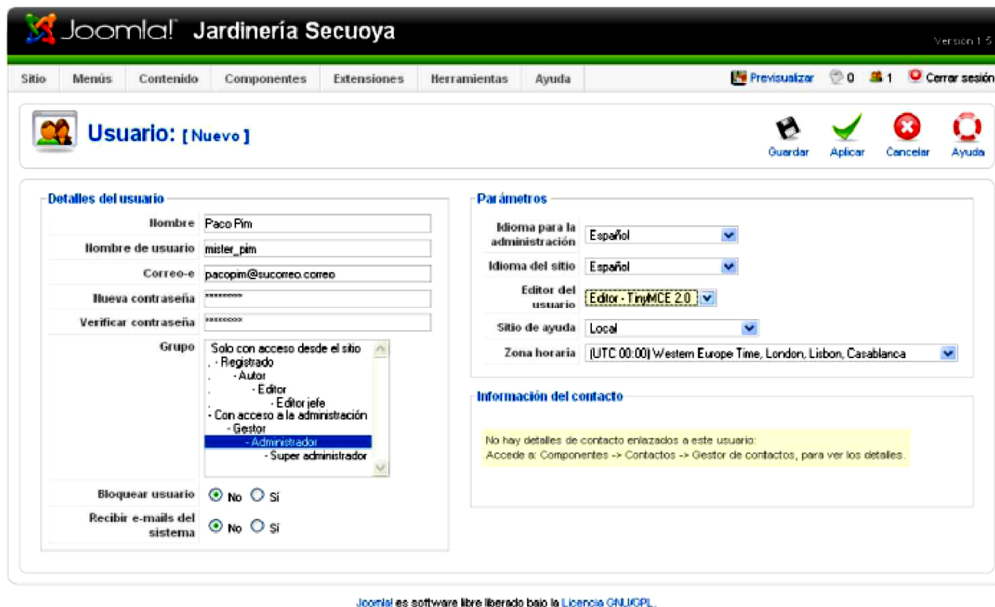 Joomla! Jardinería Secuoya
Versión 1.5
Sitio Menús Contenido Componentes Extensiones Herramientas Ayuda Previsualizar 0 1 Cerrar sesión
Usuario: [ Nuevo ]
Guardar Aplicar Cancelar Ayuda
Detalles del usuario
Nombre Paco Pim
Nombre de usuario mister_pim
Correo-e pacopim@sucorreo.correo
Nueva contraseña ********
Verificar contraseña ********
Grupo
Solo con acceso desde el sitio
. - Registrado
. - Autor
. - Editor
. - Editor jefe
- Con acceso a la administración
- Gestor
- Administrador
- Super administrador
Bloquear usuario No Sí
Recibir e-mails del
sistema No Sí
Parámetros
Idioma para la
administración Español
Idioma del sitio Español
Editor del
usuario Editor - TinyMCE 2.0
Sitio de ayuda Local
Zona horaria (UTC 00:00) Western Europe Time, London, Lisbon, Casablanca
Información del contacto
No hay detalles de contacto enlazados a este usuario:
Accede a: Componentes -> Contactos -> Gestor de contactos, para ver los detalles.
Joomla! es software libre liberado bajo la Licencia GNU/GPL.